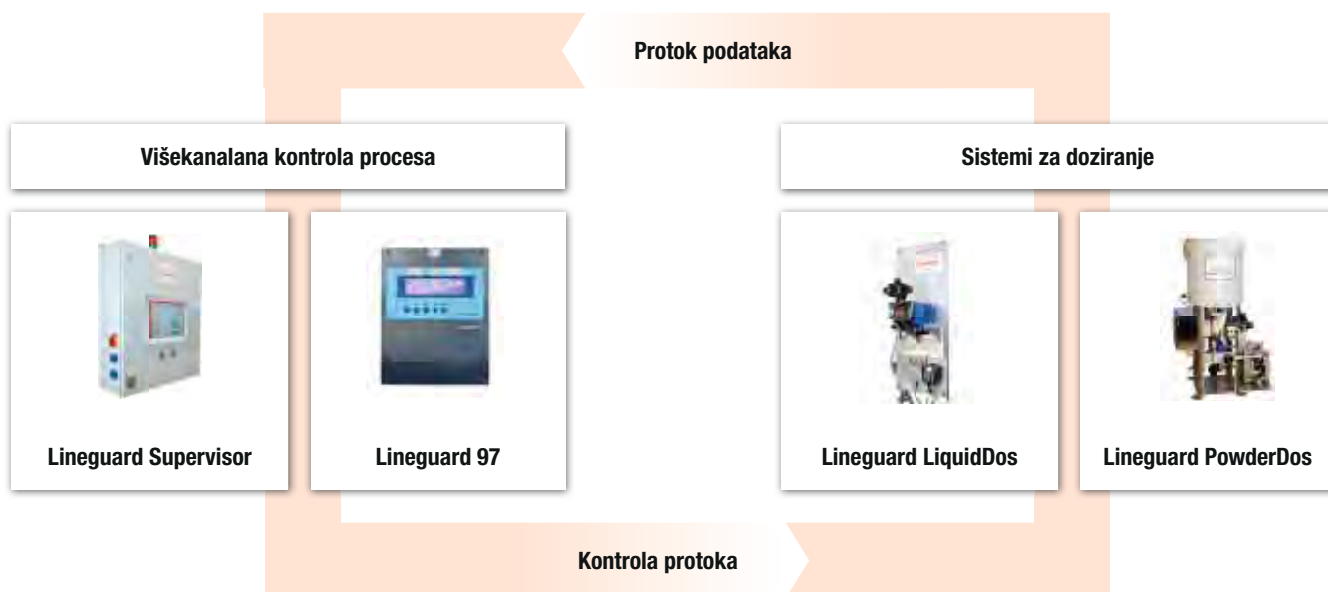 Protok podataka
Višekanalana kontrola procesa
Sistemi za doziranje
Lineguard Supervisor
Lineguard 97
Lineguard LiquidDos
Lineguard PowderDos
Kontrola protoka